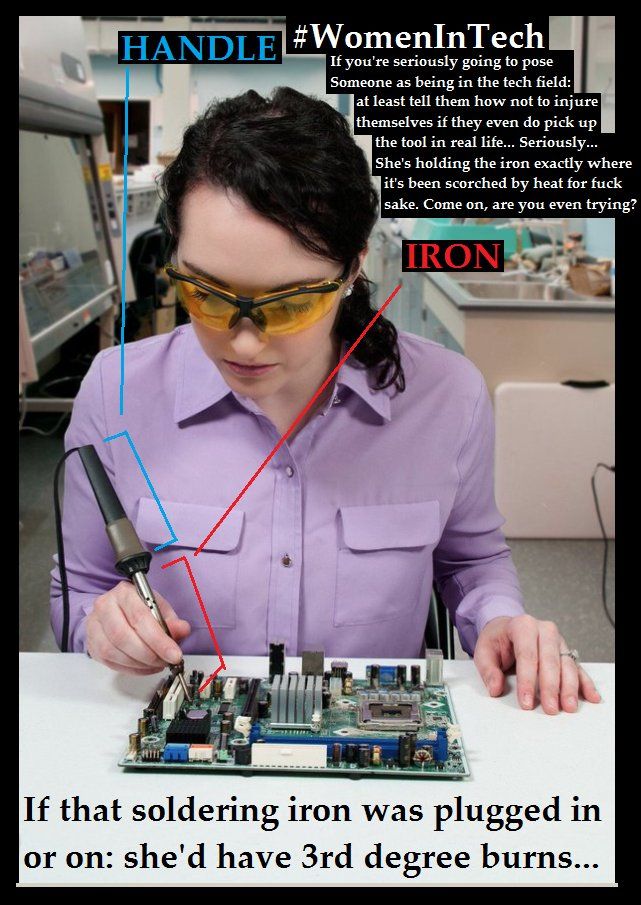 #WomenInTech
HANDLE
If you're seriously going to pose
Someone as being in the tech field:
at least tell them how not to injure
themselves if they even do pick up
the tool in real life... Seriously...
She's holding the iron exactly where
it's been scorched by heat for fuck
sake. Come on, are you even trying?
IRON
If that soldering iron was plugged in
or on: she'd have 3rd degree burns...